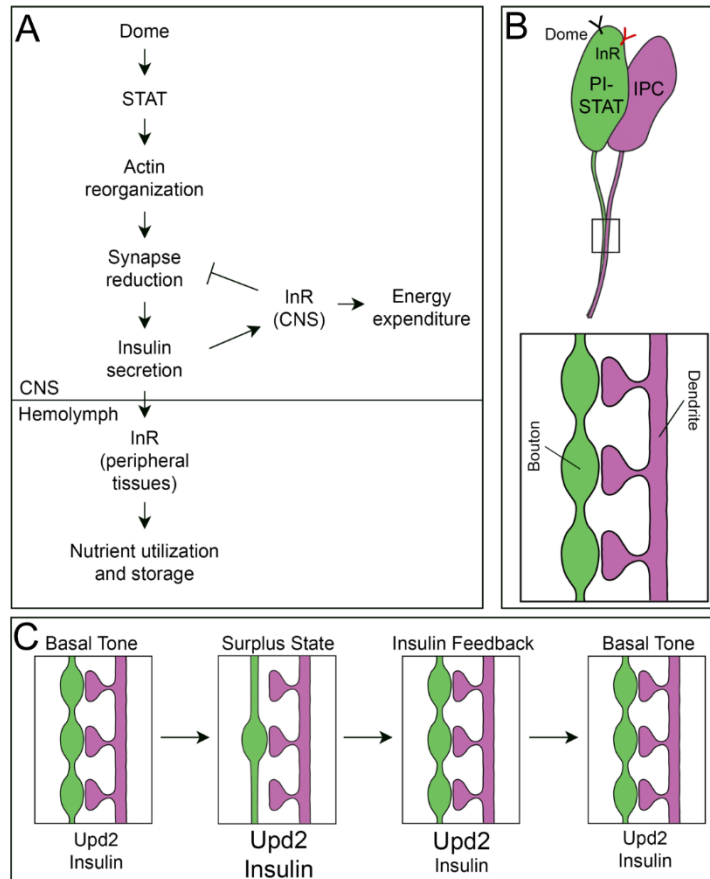 A
Dome
STAT
Actin
reorganization
Synapse
reduction
InR
(CNS)
Energy
expenditure
Insulin
secretion
CNS
Hemolymph
InR
(peripheral
tissues)
Nutrient utilization
and storage
B
Dome
InR
PI-
STAT
IPC
Bouton
Dendrite
C
Basal Tone
Upd2
Insulin
Surplus State
Upd2
Insulin
Insulin Feedback
Upd2
Insulin
Basal Tone
Upd2
Insulin